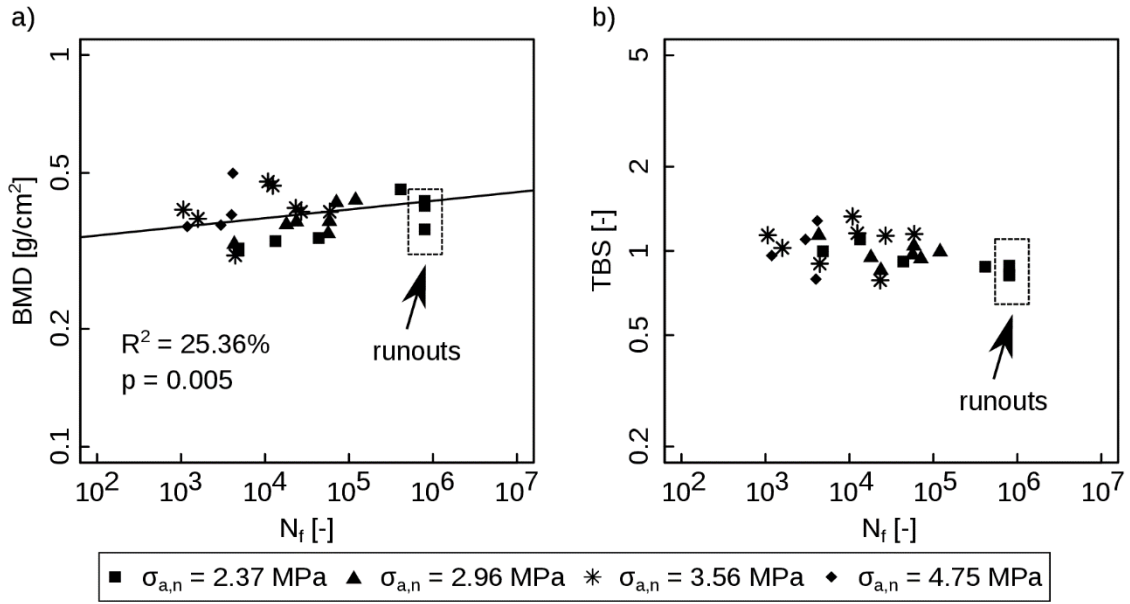 a)
1
0.5
0.2
0.1
BMD [g/cm²]
R² = 25.36%
p = 0.005
runouts
10² 10³ 10⁴ 10⁵ 10⁶ 10⁷
N_f [-]
b)
5
2
1
0.5
0.2
TBS [-]
runouts
10² 10³ 10⁴ 10⁵ 10⁶ 10⁷
N_f [-]
■ σ_a,n = 2.37 MPa ▲ σ_a,n = 2.96 MPa ✳ σ_a,n = 3.56 MPa ◆ σ_a,n = 4.75 MPa